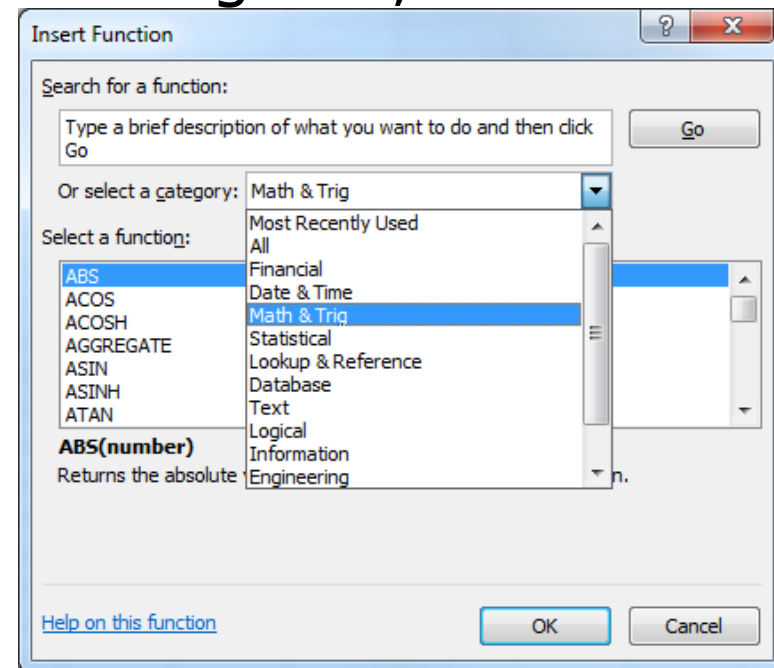 Insert Function
Search for a function:
Type a brief description of what you want to do and then click
Go
Go
Or select a category: Math & Trig
Most Recently Used
All
Financial
Date & Time
Math & Trig
Statistical
Lookup & Reference
Database
Text
Logical
Information
Engineering
Select a function:
ABS
ACOS
ACOSH
AGGREGATE
ASIN
ASINH
ATAN
ABS(number)
Returns the absolute
Help on this function
OK
Cancel